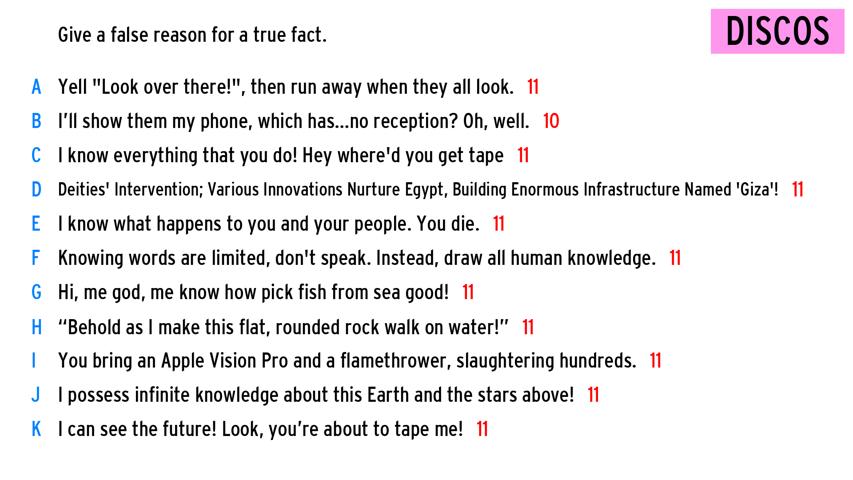 Give a false reason for a true fact.
DISCOS
A Yell "Look over there!", then run away when they all look. 11
B I’ll show them my phone, which has...no reception? Oh, well. 10
C I know everything that you do! Hey where'd you get tape 11
D Deities' Intervention; Various Innovations Nurture Egypt, Building Enormous Infrastructure Named 'Giza'! 11
E I know what happens to you and your people. You die. 11
F Knowing words are limited, don't speak. Instead, draw all human knowledge. 11
G Hi, me god, me know how pick fish from sea good! 11
H “Behold as I make this flat, rounded rock walk on water!” 11
I You bring an Apple Vision Pro and a flamethrower, slaughtering hundreds. 11
J I possess infinite knowledge about this Earth and the stars above! 11
K I can see the future! Look, you’re about to tape me! 11